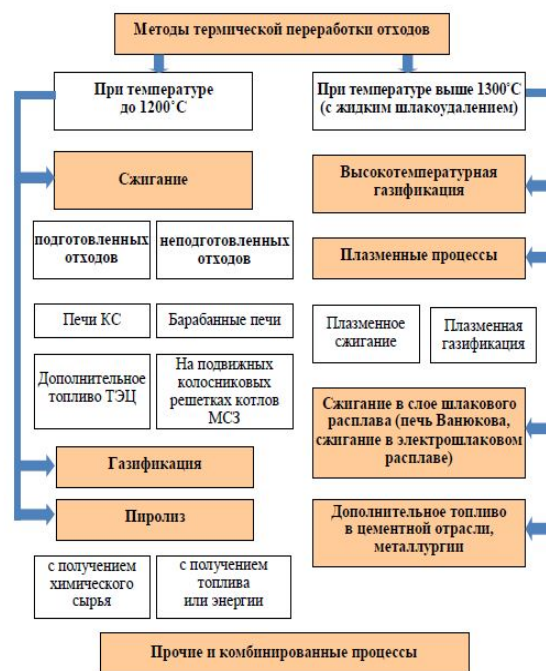 Методы термической переработки отходов
При температуре
до 1200˚С
При температуре выше 1300˚С
(с жидким шлакоудалением)
Сжигание
Высокотемпературная
газификация
подготовленных
отходов
неподготовленных
отходов
Плазменные процессы
Печи КС
Барабанные печи
Плазменное
сжигание
Плазменная
газификация
Дополнительное
топливо ТЭЦ
На подвижных
колосниковых
решетках котлов
МСЗ
Сжигание в слое шлакового
расплава (печь Ванюкова,
сжигание в электрошлаковом
расплаве)
Газификация
Пиролиз
Дополнительное топливо
в цементной отрасли,
металлургии
с получением
химического
сырья
с получением
топлива
или энергии
Прочие и комбинированные процессы